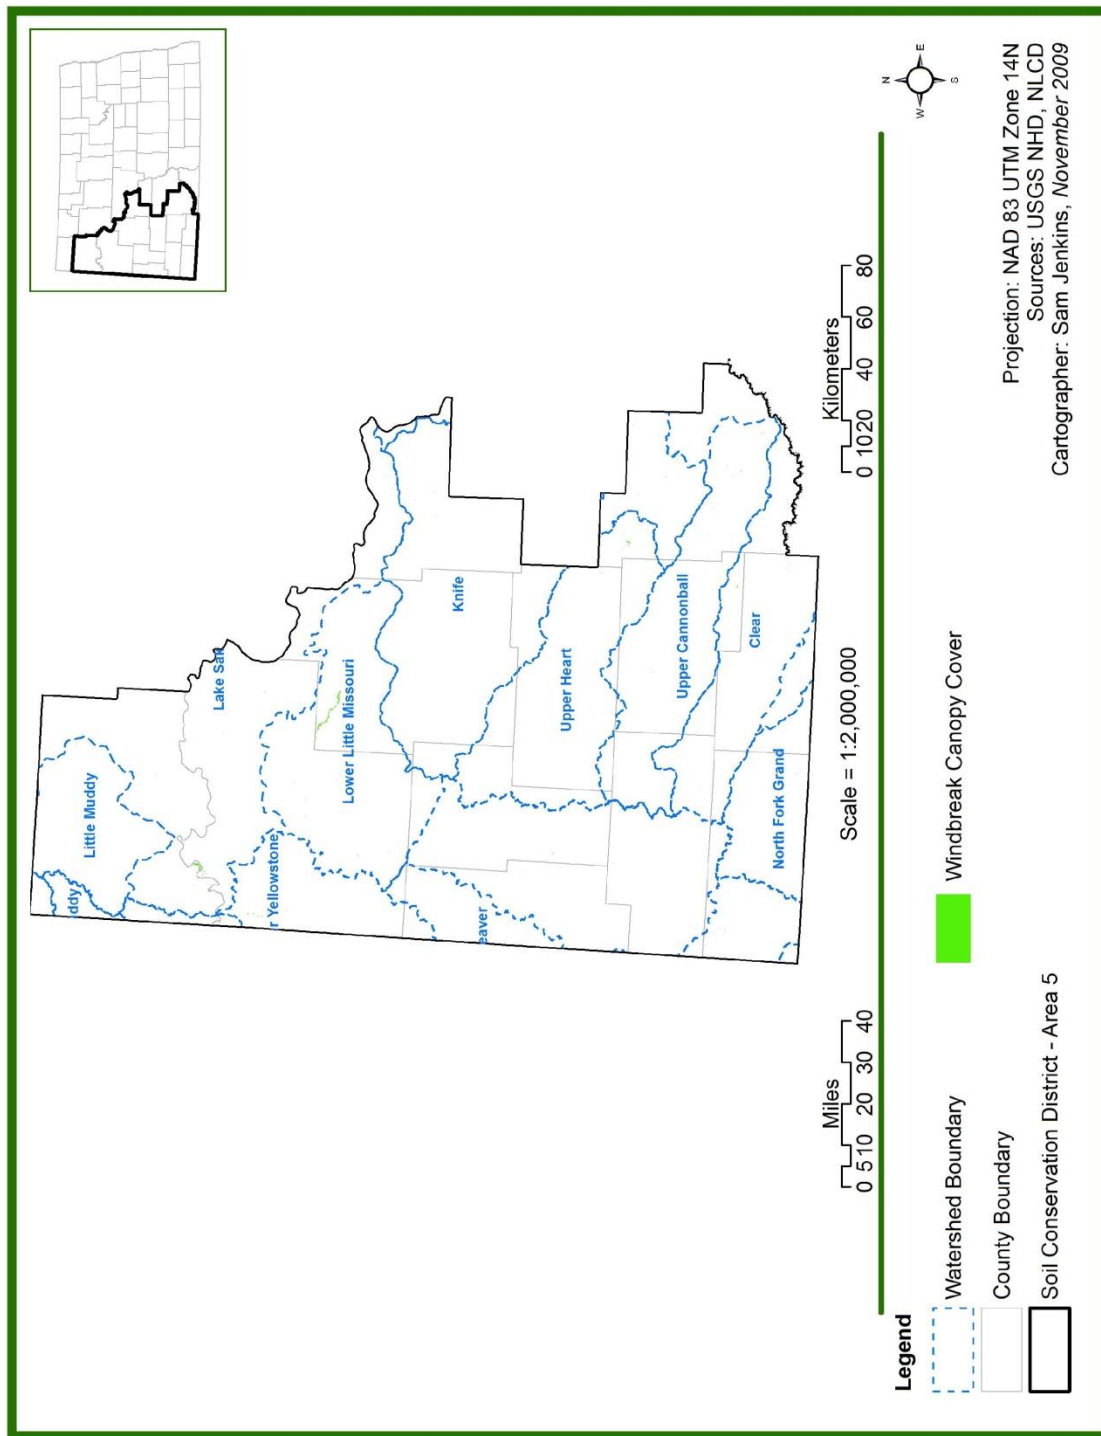 Little Muddy
ddy
Lake Sak
r Yellowstone
Lower Little Missouri
eaver
Knife
Upper Heart
Upper Cannonball
Clear
North Fork Grand
Miles
0 5 10 20 30 40
Scale = 1:2,000,000
Kilometers
0 10 20 40 60 80
N
W
E
S
Legend
Watershed Boundary
County Boundary
Soil Conservation District - Area 5
Windbreak Canopy Cover
Projection: NAD 83 UTM Zone 14N
Sources: USGS NHD, NLCD
Cartographer: Sam Jenkins, November 2009